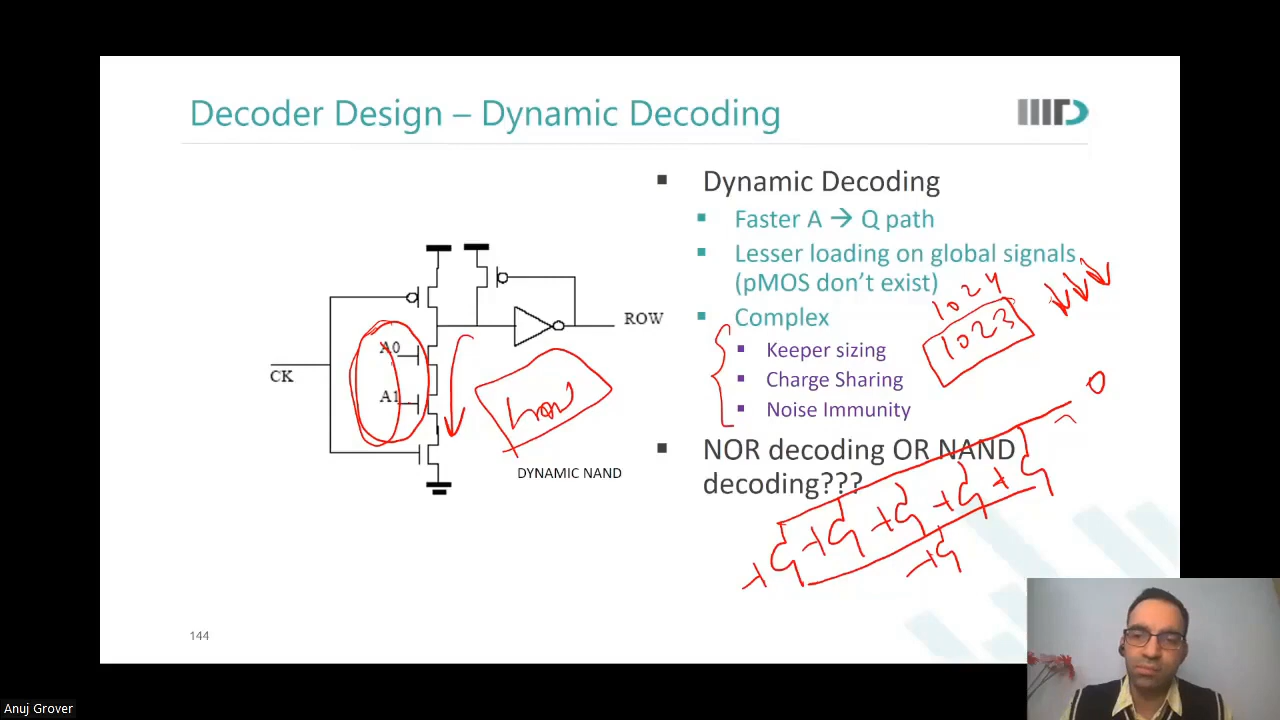 Decoder Design – Dynamic Decoding
Dynamic Decoding
Faster A → Q path
Lesser loading on global signals
(pMOS don’t exist)
Complex
Keeper sizing
Charge Sharing
Noise Immunity
NOR decoding OR NAND
decoding???
CK
A0
A1
ROW
DYNAMIC NAND
1024
1023
0
144
Anuj Grover